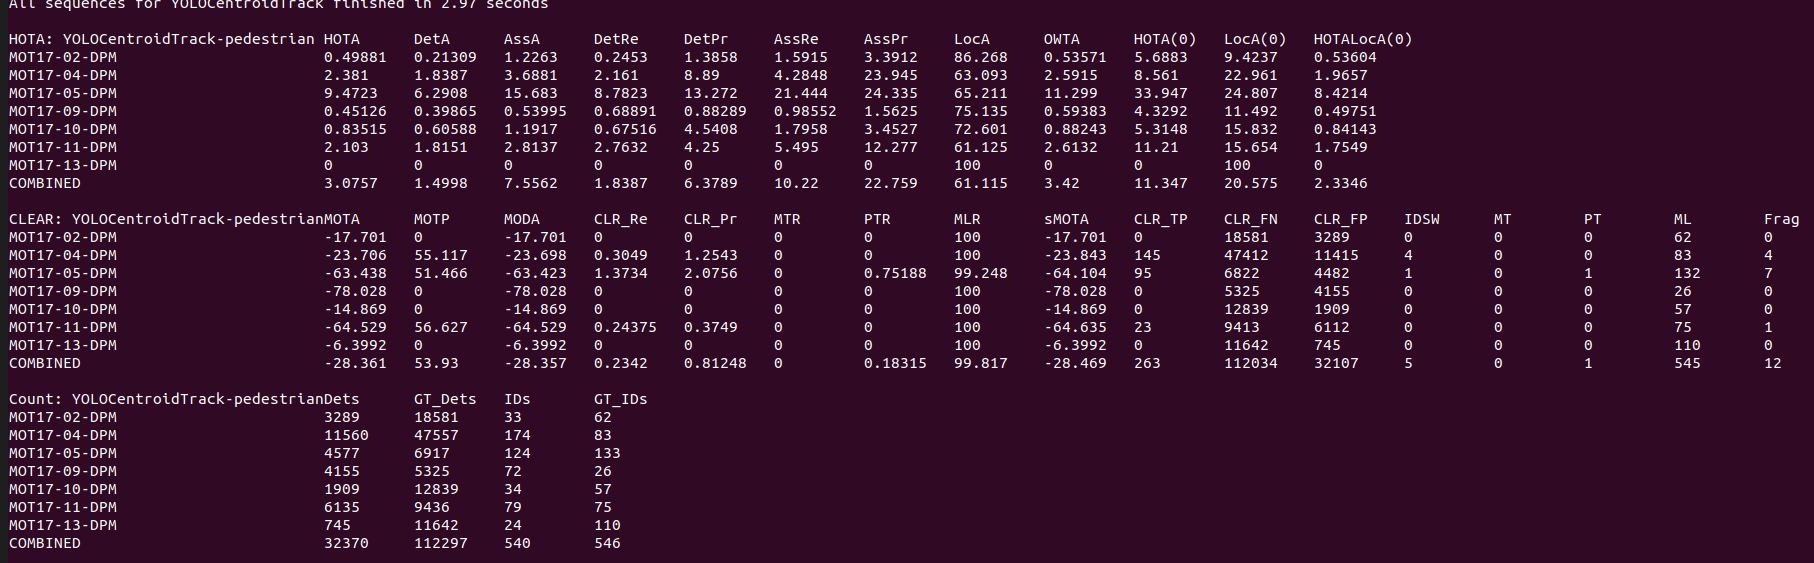 All sequences for YOLOCentroidTrack finished in 2.97 seconds
HOTA: YOLOCentroidTrack-pedestrian HOTA DetA AssA DetRe DetPr AssRe AssPr LocA OWTA HOTA(0) LocA(0) HOTALocA(0)
MOT17-02-DPM 0.49881 0.21309 1.2263 0.2453 1.3858 1.5915 3.3912 86.268 0.53571 5.6883 9.4237 0.53604
MOT17-04-DPM 2.381 1.8387 3.6881 2.161 8.89 4.2848 23.945 63.093 2.5915 8.561 22.961 1.9657
MOT17-05-DPM 9.4723 6.2908 15.683 8.7823 13.272 21.444 24.335 65.211 11.299 33.947 24.807 8.4214
MOT17-09-DPM 0.45126 0.39865 0.53995 0.68891 0.88289 0.98552 1.5625 75.135 0.59383 4.3292 11.492 0.49751
MOT17-10-DPM 0.83515 0.60588 1.1917 0.67516 4.5408 1.7958 3.4527 72.601 0.88243 5.3148 15.832 0.84143
MOT17-11-DPM 2.103 1.8151 2.8137 2.7632 4.25 5.495 12.277 61.125 2.6132 11.21 15.654 1.7549
MOT17-13-DPM 0 0 0 0 0 0 0 100 0 0 100 0
COMBINED 3.0757 1.4998 7.5562 1.8387 6.3789 10.22 22.759 61.115 3.42 11.347 20.575 2.3346
CLEAR: YOLOCentroidTrack-pedestrianMOTA MOTP MODA CLR_Re CLR_Pr MTR PTR MLR sMOTA CLR_TP CLR_FN CLR_FP IDSW MT PT ML Frag
MOT17-02-DPM -17.701 0 -17.701 0 0 0 0 100 -17.701 0 18581 3289 0 0 0 62 0
MOT17-04-DPM -23.706 55.117 -23.698 0.3049 1.2543 0 0 100 -23.843 145 47412 11415 4 0 0 83 4
MOT17-05-DPM -63.438 51.466 -63.423 1.3734 2.0756 0 0.75188 99.248 -64.104 95 6822 4482 1 0 1 132 7
MOT17-09-DPM -78.028 0 -78.028 0 0 0 0 100 -78.028 0 5325 4155 0 0 0 26 0
MOT17-10-DPM -14.869 0 -14.869 0 0 0 0 100 -14.869 0 12839 1909 0 0 0 57 0
MOT17-11-DPM -64.529 56.627 -64.529 0.24375 0.3749 0 0 100 -64.635 23 9413 6112 0 0 0 75 1
MOT17-13-DPM -6.3992 0 -6.3992 0 0 0 0 100 -6.3992 0 11642 745 0 0 0 110 0
COMBINED -28.361 53.93 -28.357 0.2342 0.81248 0 0.18315 99.817 -28.469 263 112034 32107 5 0 1 545 12
Count: YOLOCentroidTrack-pedestrianDets GT_Dets IDs GT_IDs
MOT17-02-DPM 3289 18581 33 62
MOT17-04-DPM 11560 47557 174 83
MOT17-05-DPM 4577 6917 124 133
MOT17-09-DPM 4155 5325 72 26
MOT17-10-DPM 1909 12839 34 57
MOT17-11-DPM 6135 9436 79 75
MOT17-13-DPM 745 11642 24 110
COMBINED 32370 112297 540 546